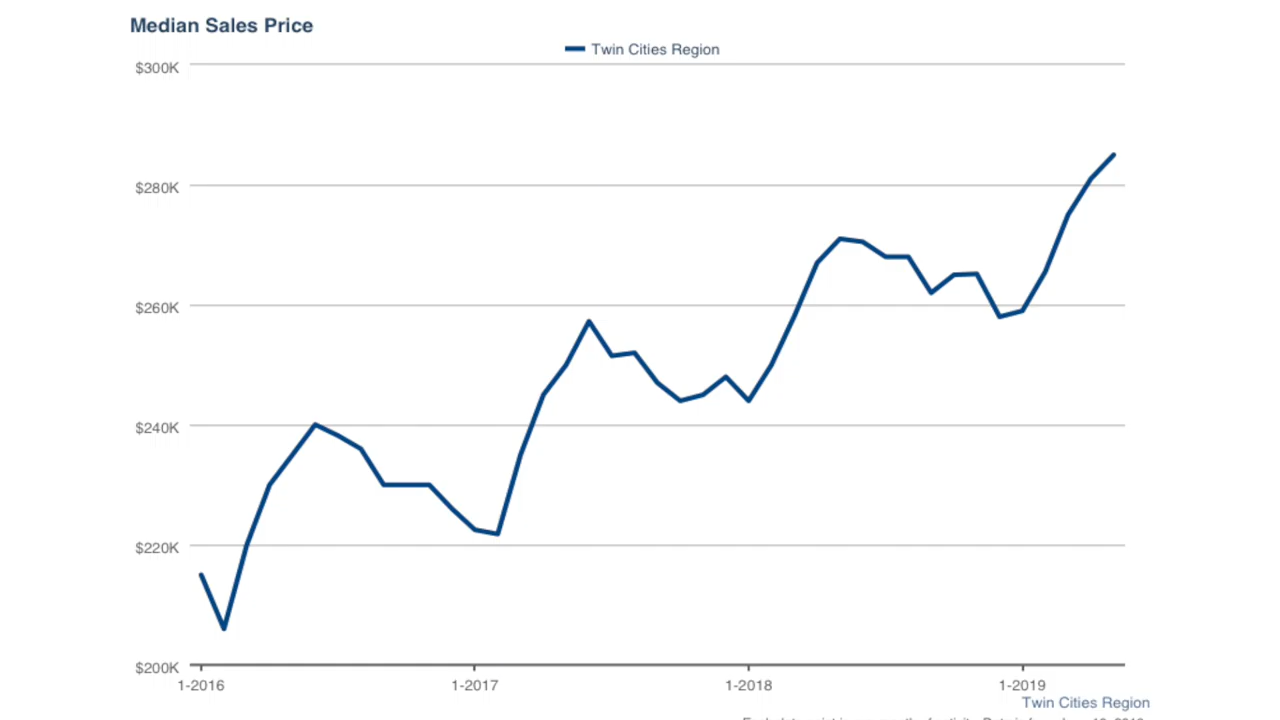 Median Sales Price
Twin Cities Region
$300K
$280K
$260K
$240K
$220K
$200K
1-2016 1-2017 1-2018 1-2019
Twin Cities Region